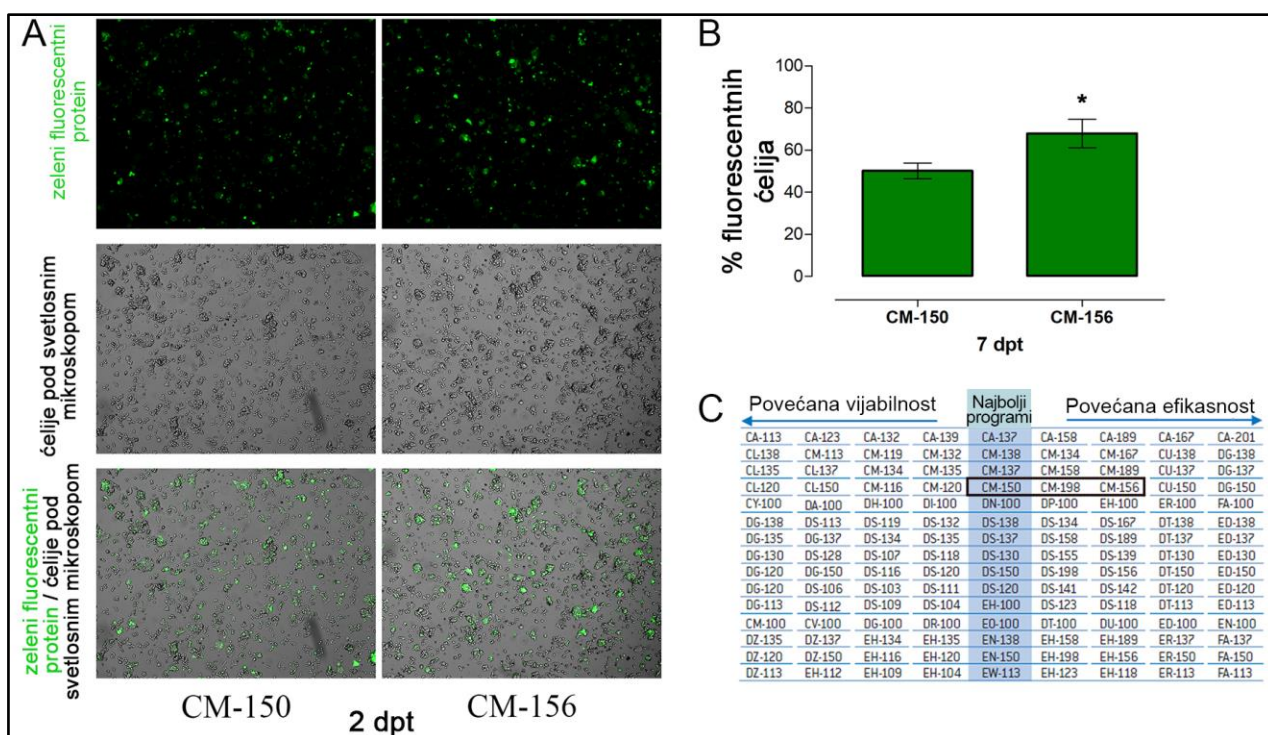 A
zeleni fluorescentni
protein
ćelije pod svetlosnim
mikroskopom
zeleni fluorescentni
protein / ćelije pod
svetlosnim mikroskopom
CM-150
CM-156
2 dpt
B
% fluorescentnih
ćelija
100
80
60
40
20
0
*
CM-150
CM-156
7 dpt
C
Povećana vijabilnost
Najbolji
programi
Povećana efikasnost
CA-113 CA-123 CA-132 CA-139 CA-137 CA-158 CA-189 CA-167 CA-201
CL-138 CM-113 CM-119 CM-132 CM-138 CM-134 CM-167 CU-138 DG-138
CL-135 CL-137 CM-134 CM-135 CM-137 CM-158 CM-189 CU-137 DG-137
CL-120 CL-150 CM-116 CM-120 CM-150 CM-198 CM-156 CU-150 DG-150
CY-100 DA-100 DH-100 DI-100 DN-100 DP-100 EH-100 ER-100 FA-100
DG-138 DS-113 DS-119 DS-132 DS-138 DS-134 DS-167 DT-138 ED-138
DG-135 DG-137 DS-134 DS-135 DS-137 DS-158 DS-189 DT-137 ED-137
DG-130 DS-128 DS-107 DS-118 DS-130 DS-155 DS-139 DT-130 ED-130
DG-120 DG-150 DS-116 DS-120 DS-150 DS-198 DS-156 DT-150 ED-150
DG-120 DS-106 DS-103 DS-111 DS-120 DS-141 DS-142 DT-120 ED-120
DG-113 DS-112 DS-109 DS-104 EH-100 DS-123 DS-118 DT-113 ED-113
CM-100 CV-100 DG-100 DR-100 EO-100 DT-100 DU-100 ED-100 EN-100
DZ-135 DZ-137 EH-134 EH-135 EN-138 EH-158 EH-189 ER-137 FA-137
DZ-120 DZ-150 EH-116 EH-120 EN-150 EH-198 EH-156 ER-150 FA-150
DZ-113 EH-112 EH-109 EH-104 EW-113 EH-123 EH-118 ER-113 FA-113